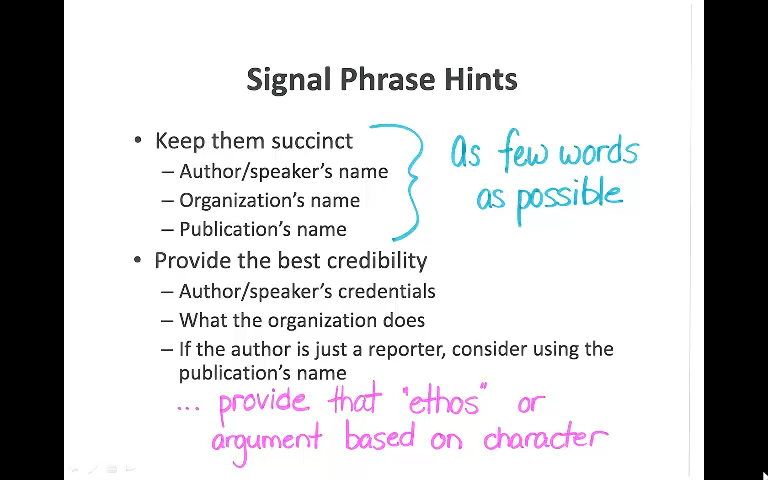 Signal Phrase Hints
• Keep them succinct
– Author/speaker's name
– Organization's name
– Publication's name
as few words
as possible
• Provide the best credibility
– Author/speaker's credentials
– What the organization does
– If the author is just a reporter, consider using the
publication's name
... provide that "ethos" or
argument based on character